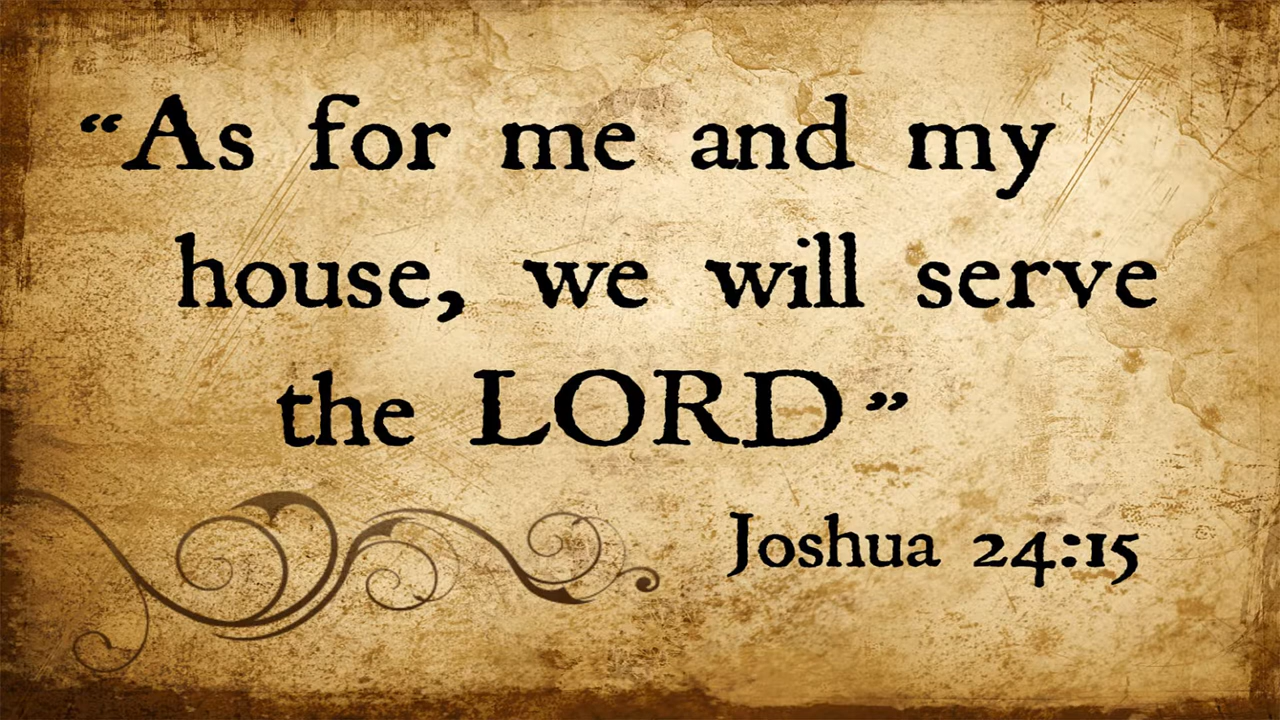 “As for me and my
house, we will serve
the LORD”
Joshua 24:15